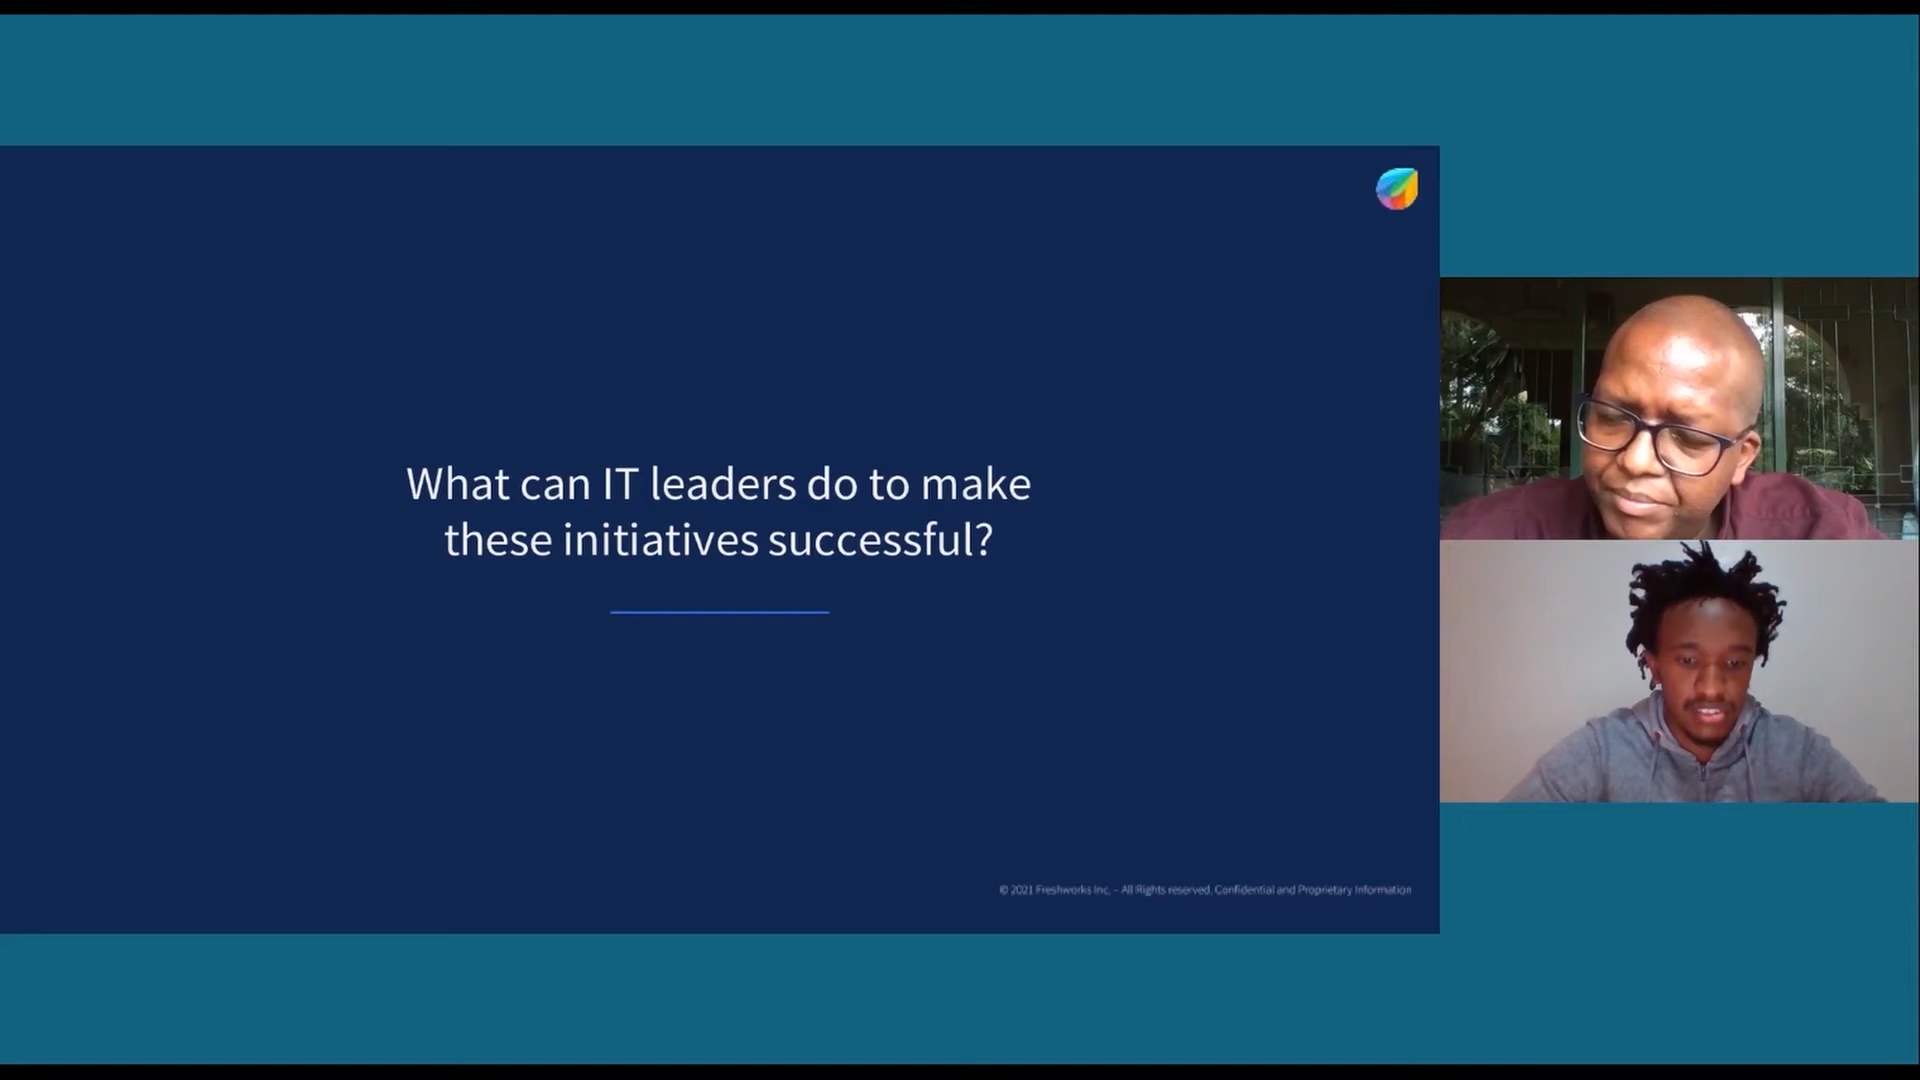 What can IT leaders do to make
these initiatives successful?
© 2021 Freshworks Inc. – All Rights reserved, Confidential and Proprietary Information